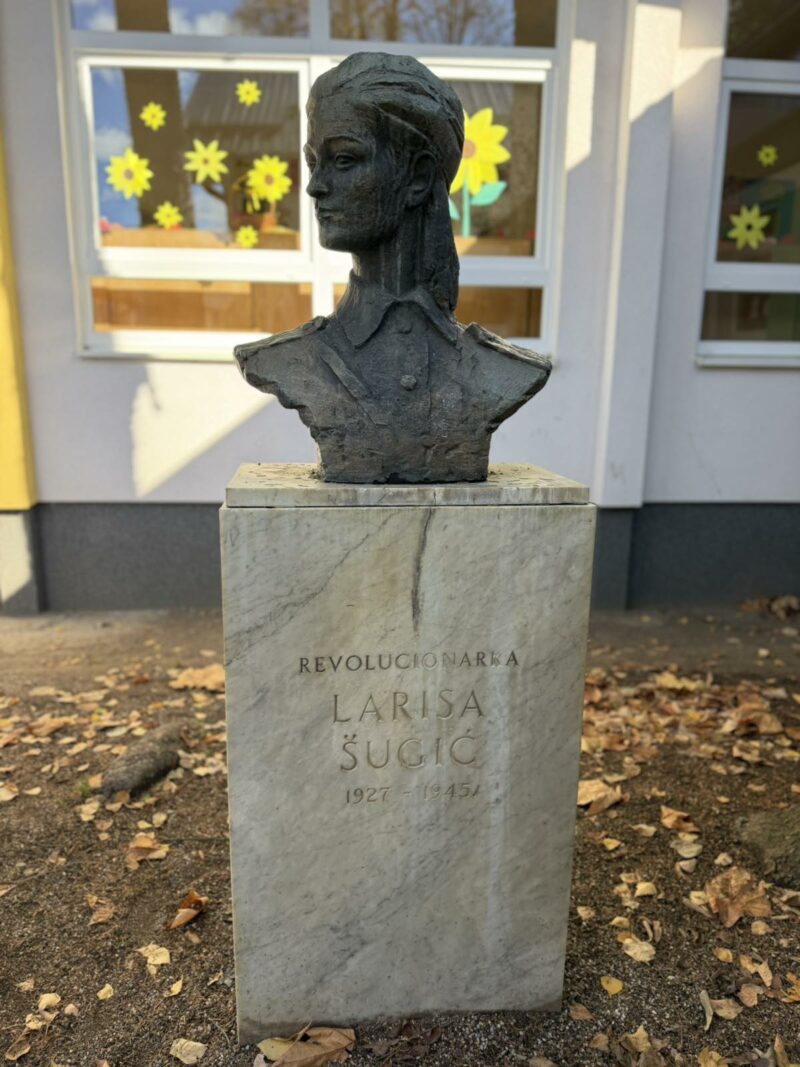 REVOLUCIONARKA
LARISA
ŠUGIĆ
1927 - 1945